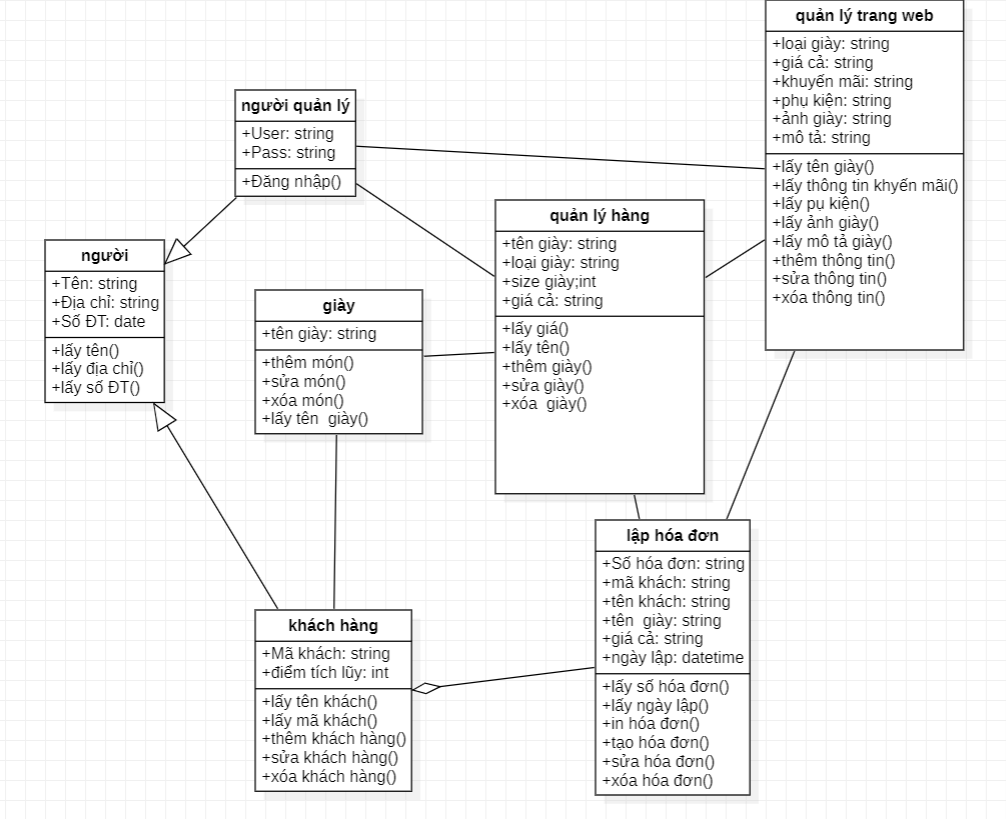 quản lý trang web
+loại giày: string
+giá cả: string
+khuyến mãi: string
+phụ kiện: string
+ảnh giày: string
+mô tả: string
+lấy tên giày()
+lấy thông tin khyến mãi()
+lấy pụ kiện()
+lấy ảnh giày()
+lấy mô tả giày()
+thêm thông tin()
+sửa thông tin()
+xóa thông tin()
người quản lý
+User: string
+Pass: string
+Đăng nhập()
quản lý hàng
+tên giày: string
+loại giày: string
+size giày;int
+giá cả: string
+lấy giá()
+lấy tên()
+thêm giày()
+sửa giày()
+xóa  giày()
người
+Tên: string
+Địa chỉ: string
+Số ĐT: date
+lấy tên()
+lấy địa chỉ()
+lấy số ĐT()
giày
+tên giày: string
+thêm món()
+sửa món()
+xóa món()
+lấy tên  giày()
lập hóa đơn
+Số hóa đơn: string
+mã khách: string
+tên khách: string
+tên  giày: string
+giá cả: string
+ngày lập: datetime
+lấy số hóa đơn()
+lấy ngày lập()
+in hóa đơn()
+tạo hóa đơn()
+sửa hóa đơn()
+xóa hóa đơn()
khách hàng
+Mã khách: string
+điểm tích lũy: int
+lấy tên khách()
+lấy mã khách()
+thêm khách hàng()
+sửa khách hàng()
+xóa khách hàng()